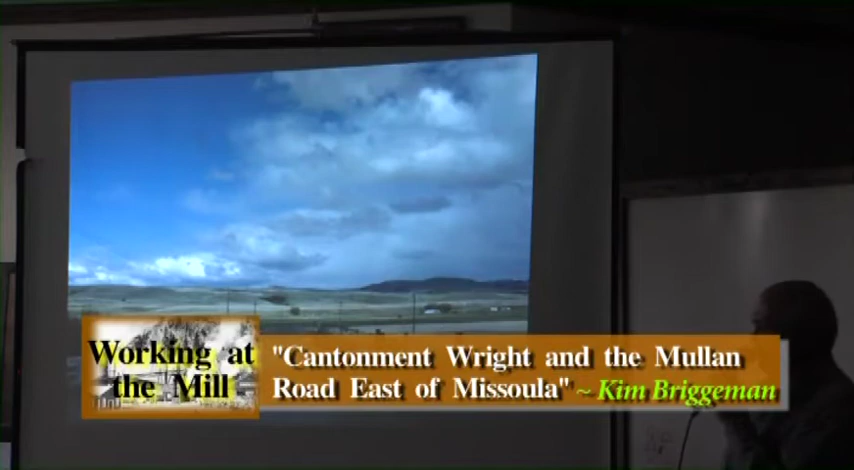 Working at
the Mill
"Cantonment Wright and the Mullan
Road East of Missoula" ~ Kim Briggeman